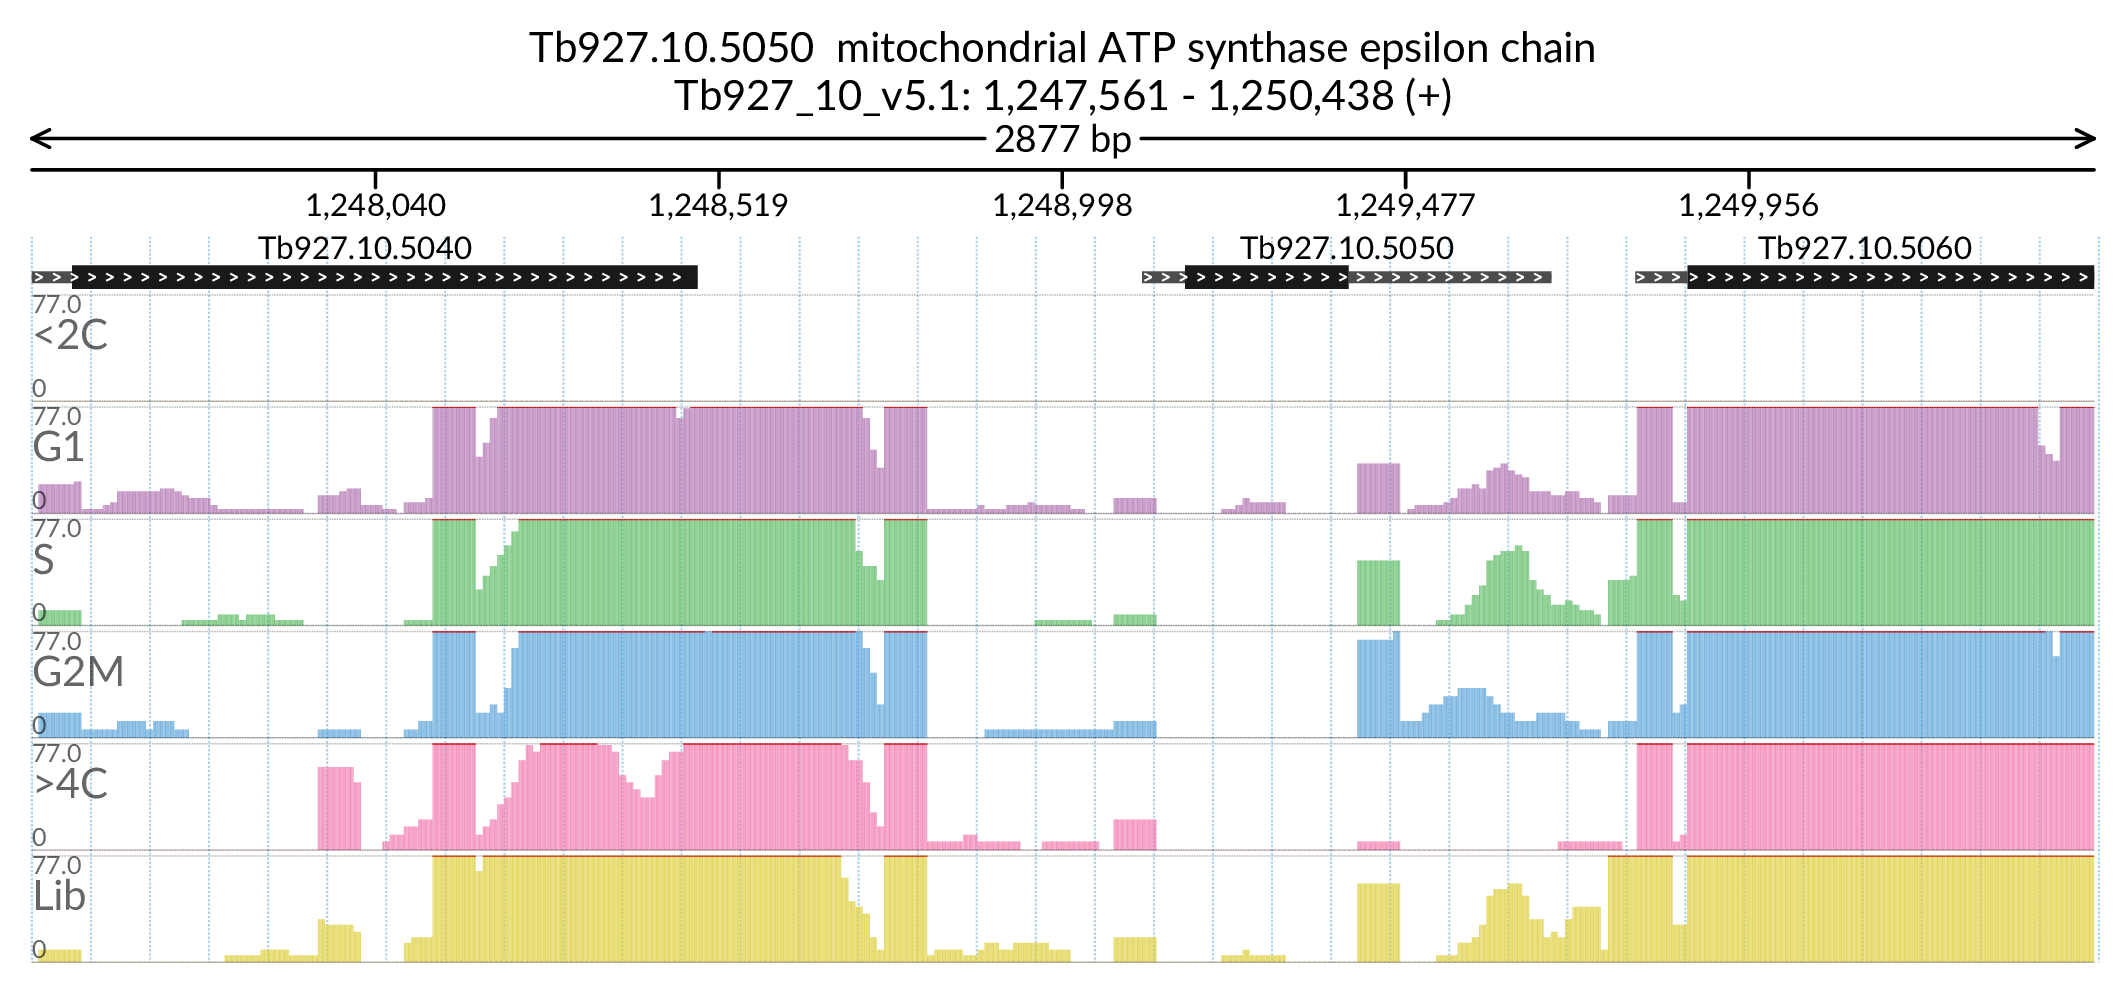 Tb927.10.5050 mitochondrial ATP synthase epsilon chain
Tb927_10_v5.1: 1,247,561 - 1,250,438 (+)
2877 bp
1,248,040 1,248,519 1,248,998 1,249,477 1,249,956
Tb927.10.5040 Tb927.10.5050 Tb927.10.5060
77.0
<2C
0
77.0
G1
0
77.0
S
0
77.0
G2M
0
77.0
>4C
0
77.0
Lib
0